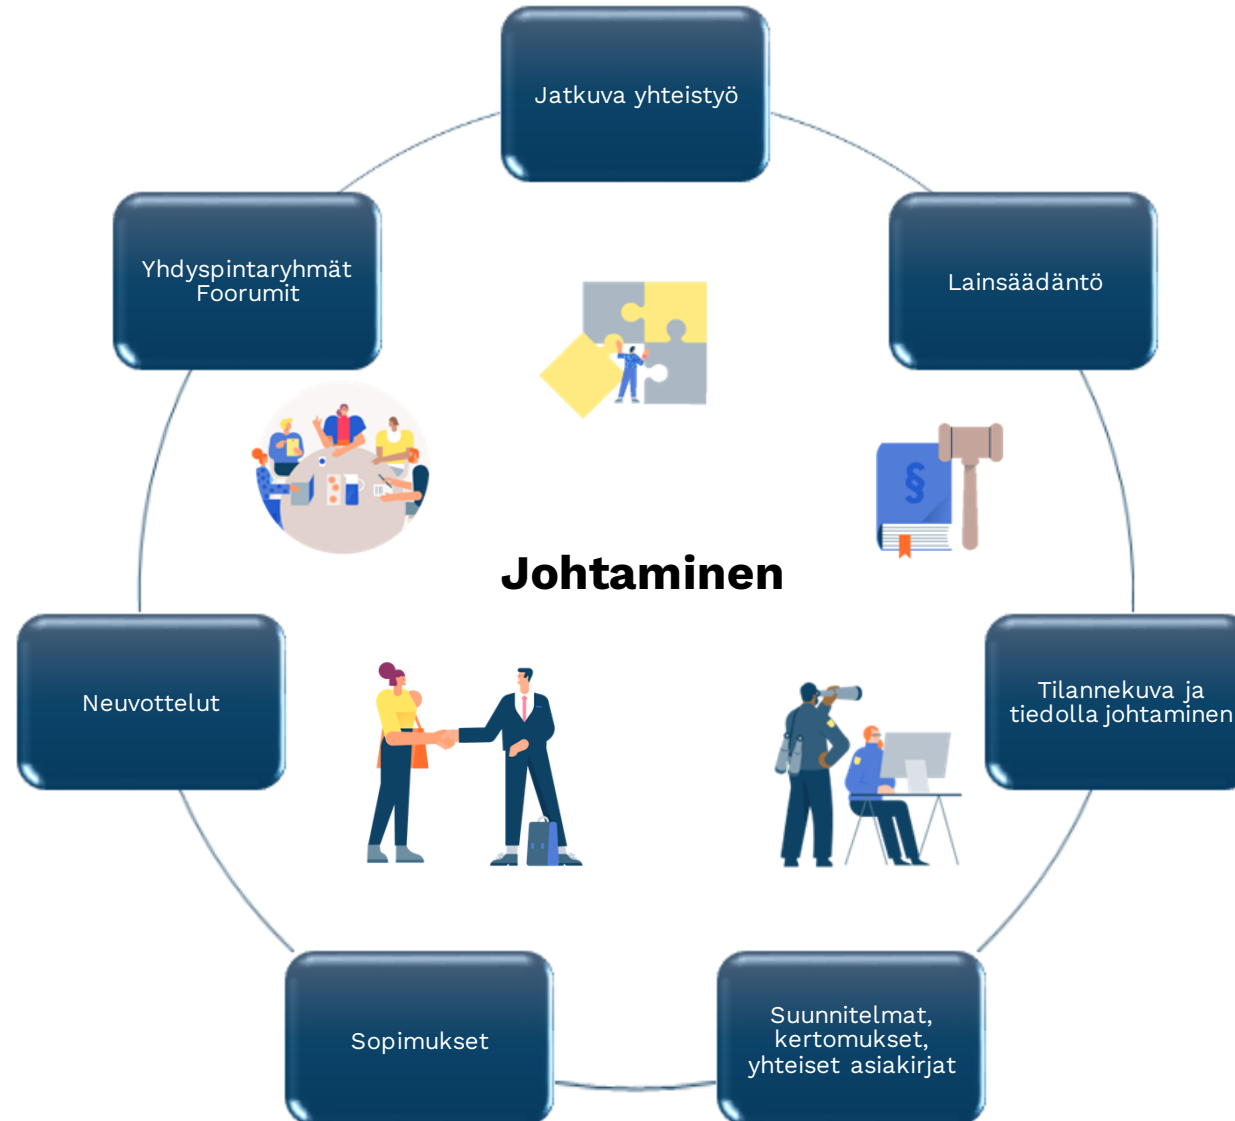 Jatkuva yhteistyö
Yhdyspintaryhmät
Foorumit
Lainsäädäntö
§
Johtaminen
Neuvottelut
Tilannekuva ja
tiedolla johtaminen
Sopimukset
Suunnitelmat,
kertomukset,
yhteiset asiakirjat